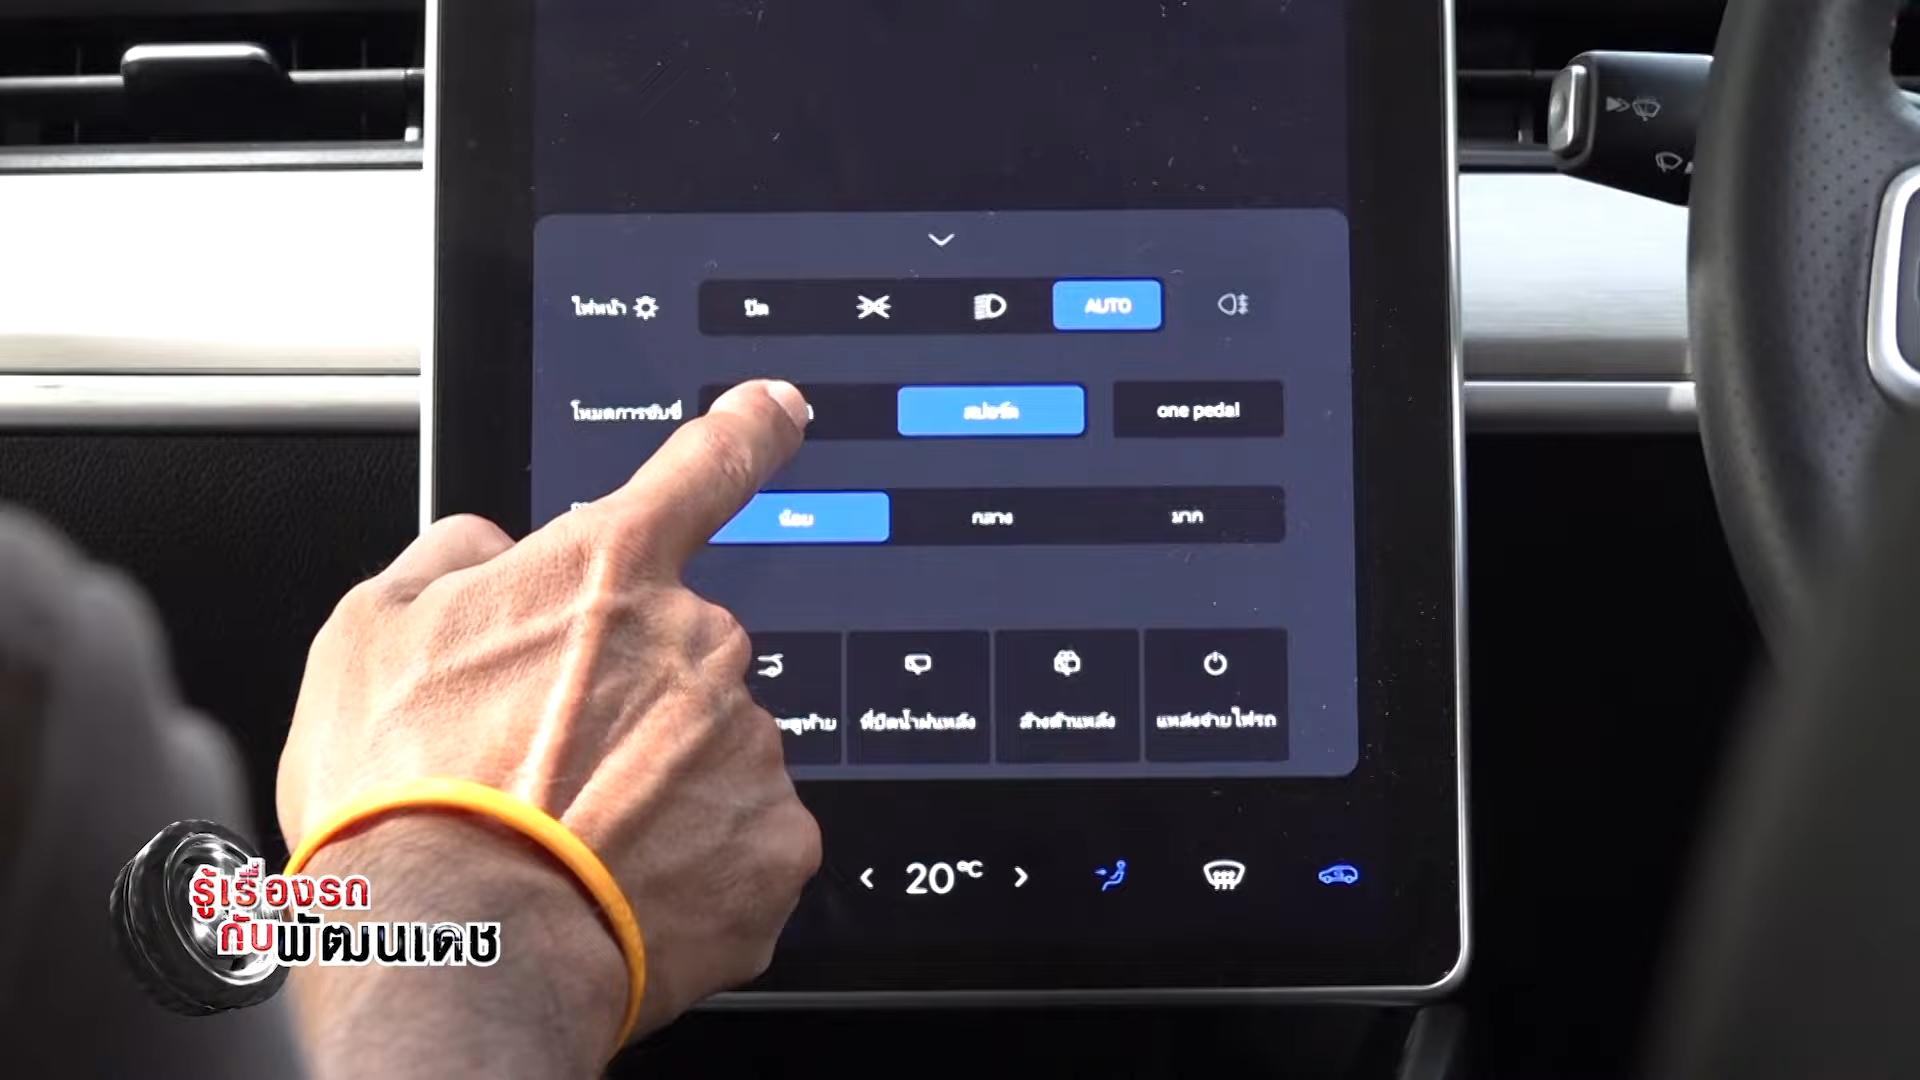 ไฟหน้า ปิด AUTO
โหมดการขับขี่ สปอร์ต one pedal
น้อย กลาง มาก
ที่ปัดน้ำฝนหลัง ล้างด้านหลัง แหล่งจ่ายไฟรถ
20°C
รู้เรื่องรถ
กับพัฒนเดช